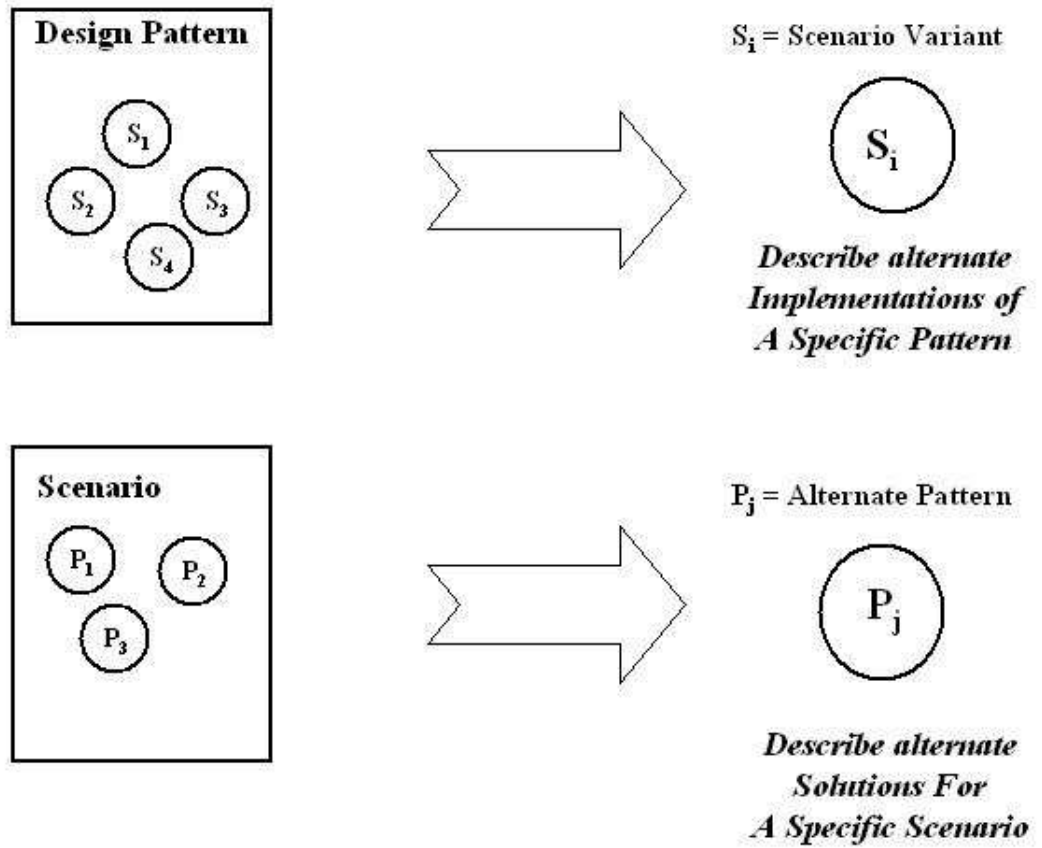 Design Pattern
S1
S2
S3
S4
Si = Scenario Variant
Si
Describe alternate
Implementations of
A Specific Pattern
Scenario
P1
P2
P3
Pj = Alternate Pattern
Pj
Describe alternate
Solutions For
A Specific Scenario